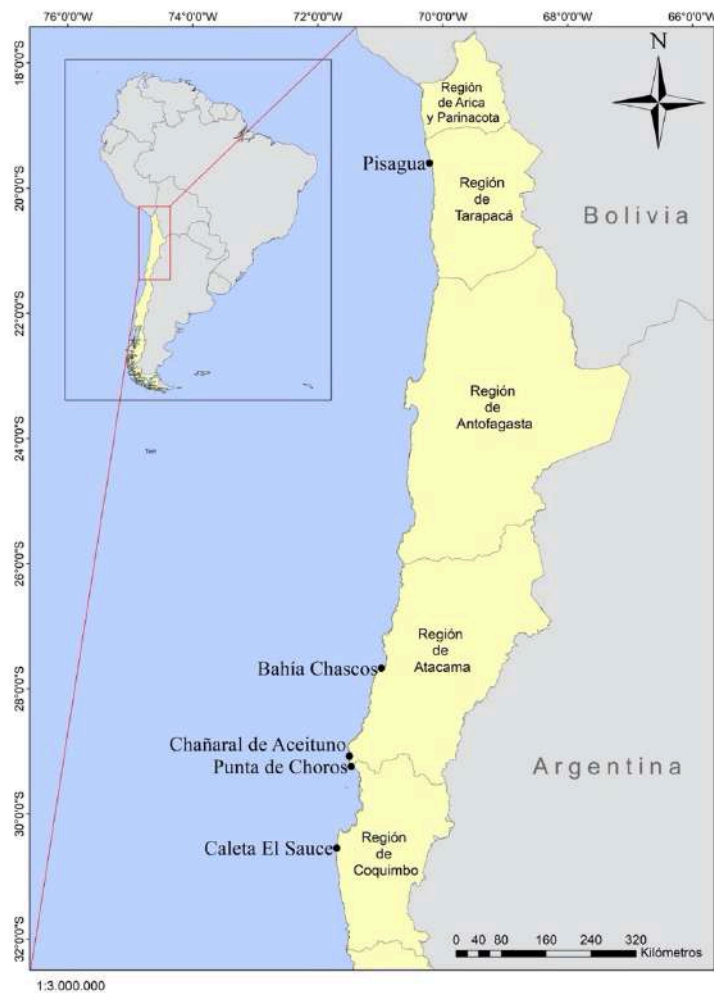 76°0'0"O
74°0'0"O
72°0'0"O
70°0'0"O
68°0'0"O
66°0'0"O
18°0'0"S
20°0'0"S
22°0'0"S
24°0'0"S
26°0'0"S
28°0'0"S
30°0'0"S
32°0'0"S
N
Región
de Arica
y Parinacota
Pisagua
Región
de
Tarapacá
Bolivia
Región
de
Antofagasta
Text
Región
de
Atacama
Bahía Chascos
Chañaral de Aceituno
Punta de Choros
Argentina
Caleta El Sauce
Región
de
Coquimbo
0 40 80 160 240 320
Kilómetros
1:3.000.000